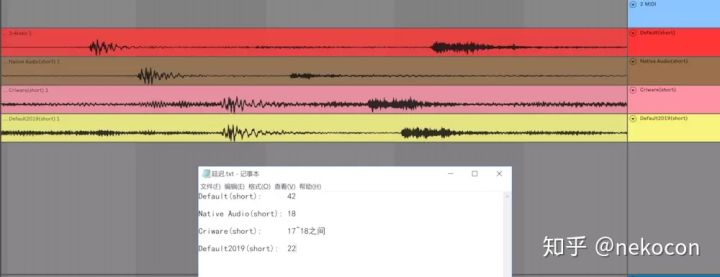 2 MIDI
3-Audio 1
Default(short)
Native Audio(short) 1
Native Audio(short)
Criware(short) 1
Criware(short)
Default2019(short) 1
Default2019(short)
延迟.txt - 记事本
文件(F) 编辑(E) 格式(O) 查看(V) 帮助(H)
Default(short): 42
Native Audio(short): 18
Criware(short): 17~18之间
Default2019(short): 22
知乎 @nekocon